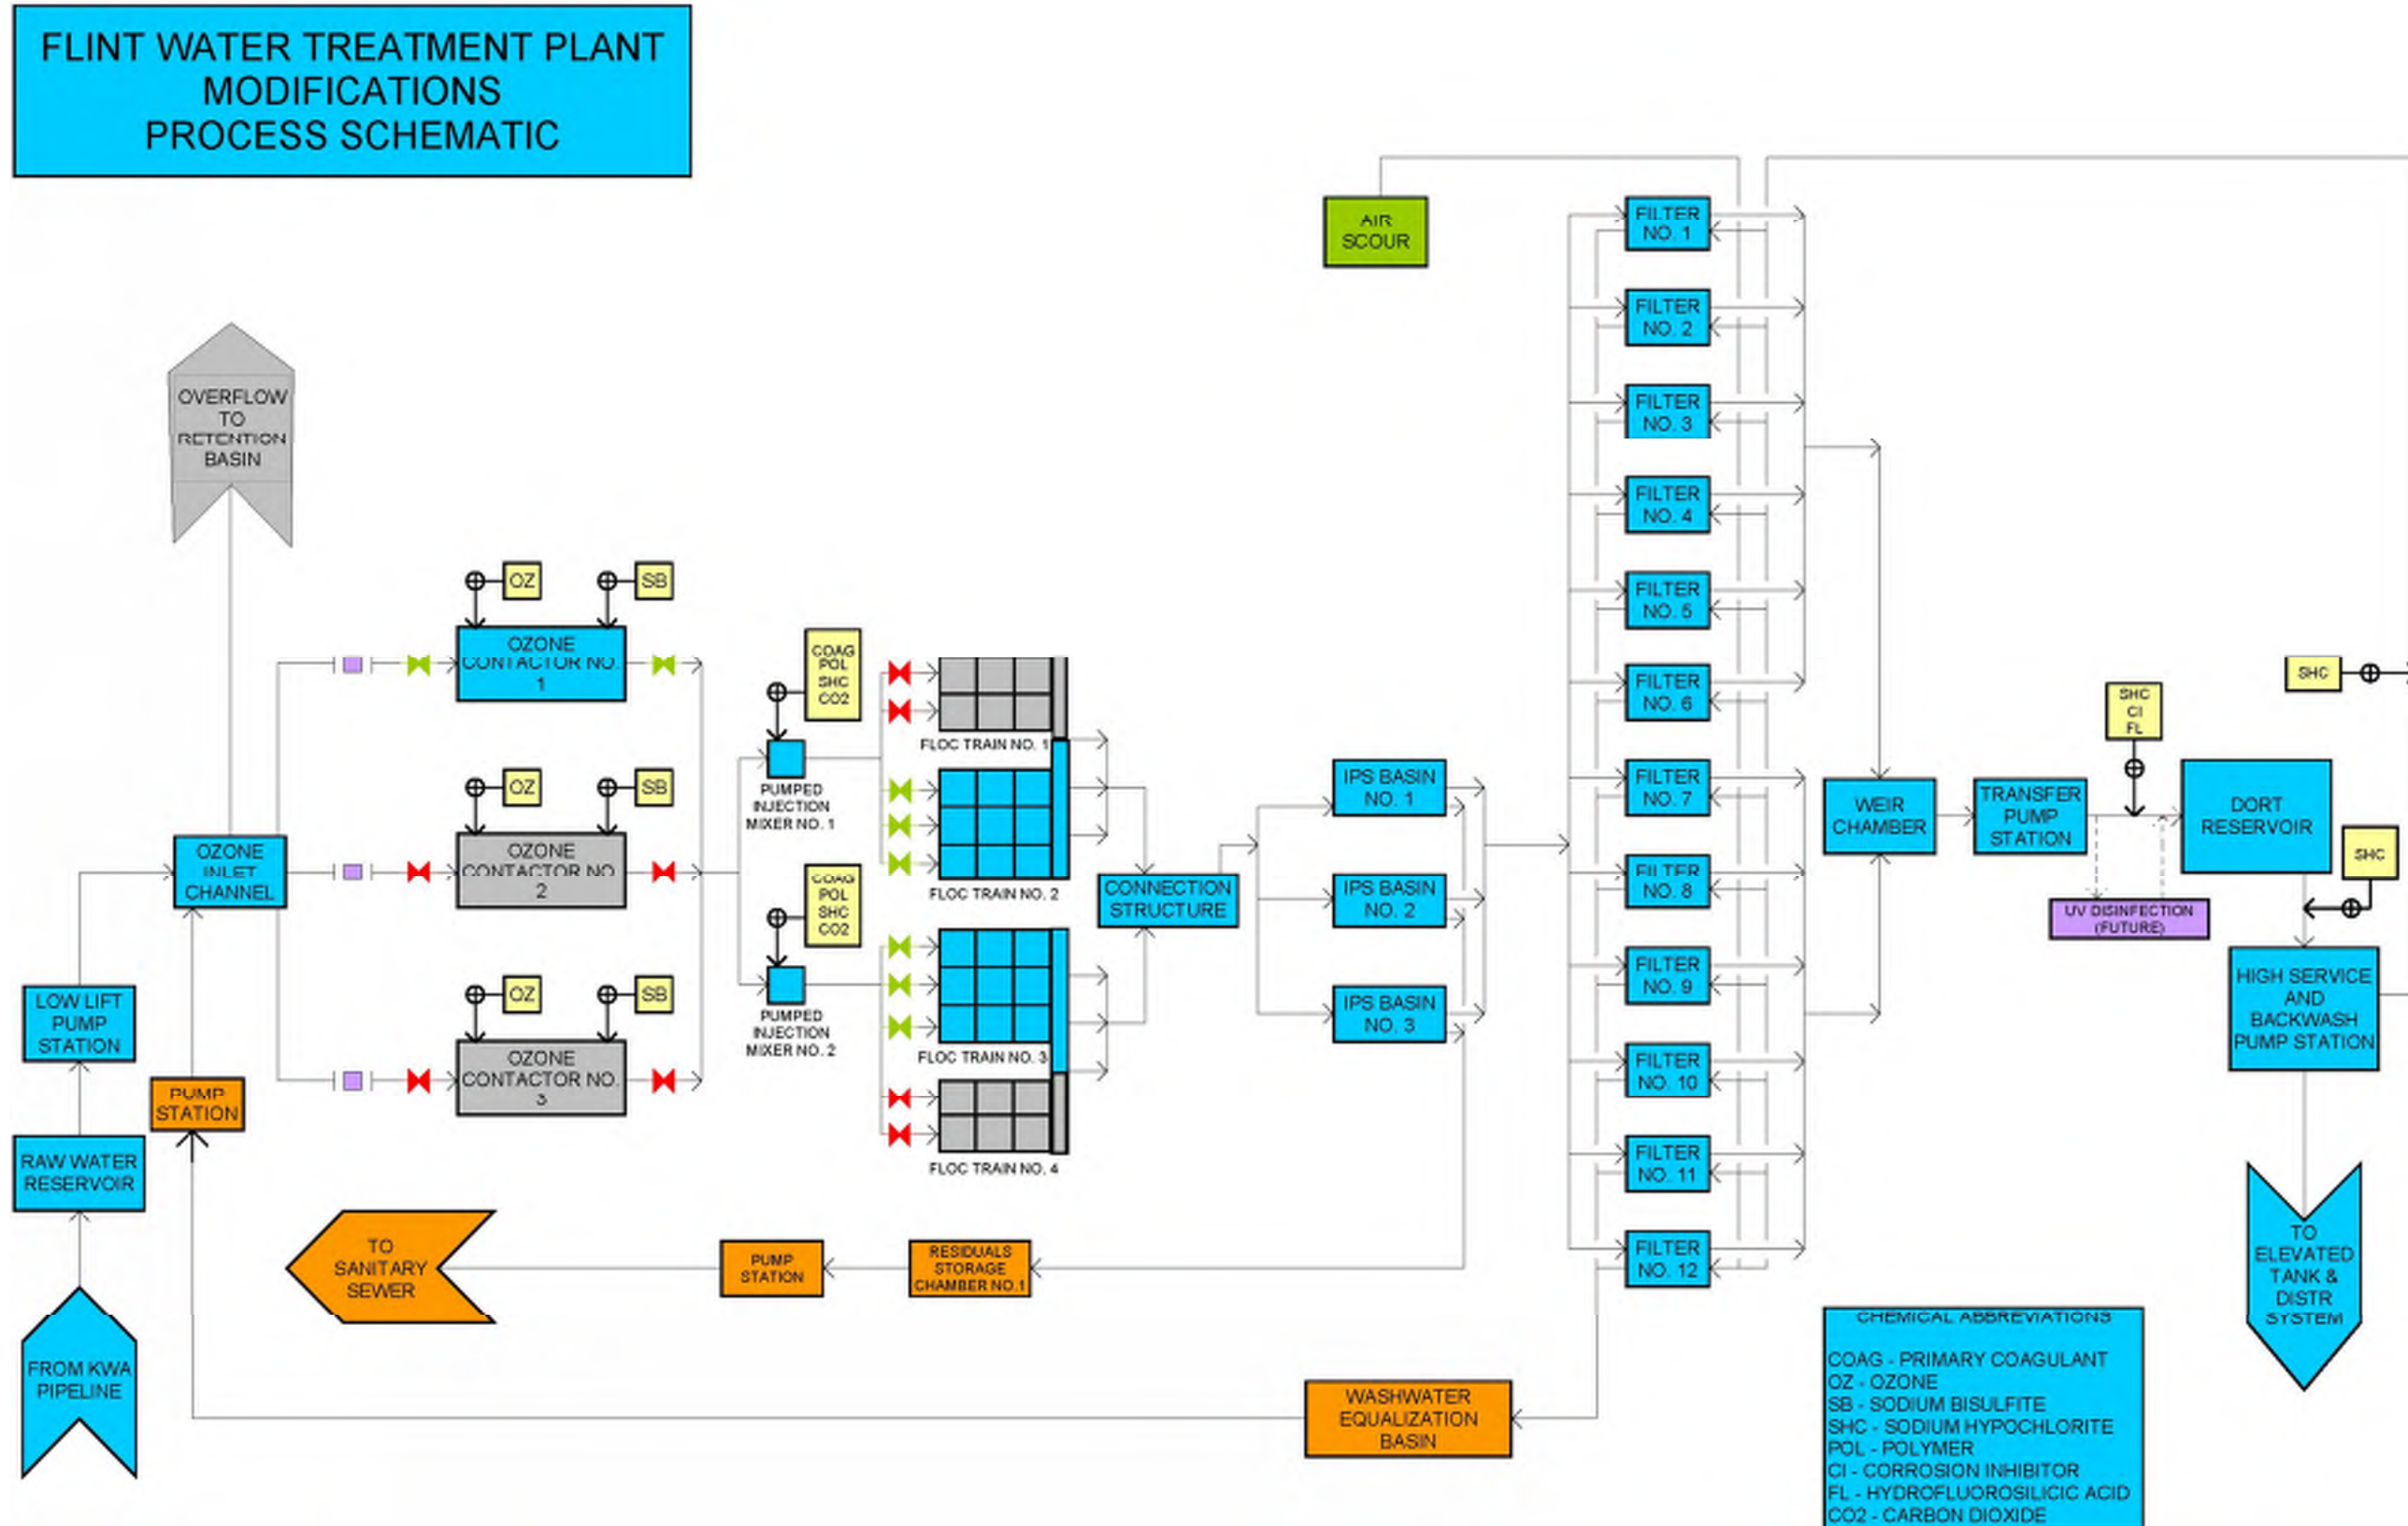 FLINT WATER TREATMENT PLANT
MODIFICATIONS
PROCESS SCHEMATIC
AIR
SCOUR
OVERFLOW
TO
RETENTION
BASIN
OZONE
INLET
CHANNEL
LOW LIFT
PUMP
STATION
PUMP
STATION
RAW WATER
RESERVOIR
FROM KWA
PIPELINE
OZ
SB
OZONE
CONTACTOR NO.
1
OZ
SB
OZONE
CONTACTOR NO.
2
OZ
SB
OZONE
CONTACTOR NO.
3
COAG
POL
SHC
CO2
PUMPED
INJECTION
MIXER NO. 1
COAG
POL
SHC
CO2
PUMPED
INJECTION
MIXER NO. 2
FLOC TRAIN NO. 1
FLOC TRAIN NO. 2
FLOC TRAIN NO. 3
FLOC TRAIN NO. 4
CONNECTION
STRUCTURE
IPS BASIN
NO. 1
IPS BASIN
NO. 2
IPS BASIN
NO. 3
TO
SANITARY
SEWER
PUMP
STATION
RESIDUALS
STORAGE
CHAMBER NO.1
WASHWATER
EQUALIZATION
BASIN
FILTER
NO. 1
FILTER
NO. 2
FILTER
NO. 3
FILTER
NO. 4
FILTER
NO. 5
FILTER
NO. 6
FILTER
NO. 7
FILTER
NO. 8
FILTER
NO. 9
FILTER
NO. 10
FILTER
NO. 11
FILTER
NO. 12
WEIR
CHAMBER
TRANSFER
PUMP
STATION
SHC
CI
FL
UV DISINFECTION
(FUTURE)
DORT
RESERVOIR
SHC
SHC
HIGH SERVICE
AND
BACKWASH
PUMP STATION
TO
ELEVATED
TANK &
DISTR
SYSTEM
CHEMICAL ABBREVIATIONS
COAG - PRIMARY COAGULANT
OZ - OZONE
SB - SODIUM BISULFITE
SHC - SODIUM HYPOCHLORITE
POL - POLYMER
CI - CORROSION INHIBITOR
FL - HYDROFLUOROSILICIC ACID
CO2 - CARBON DIOXIDE